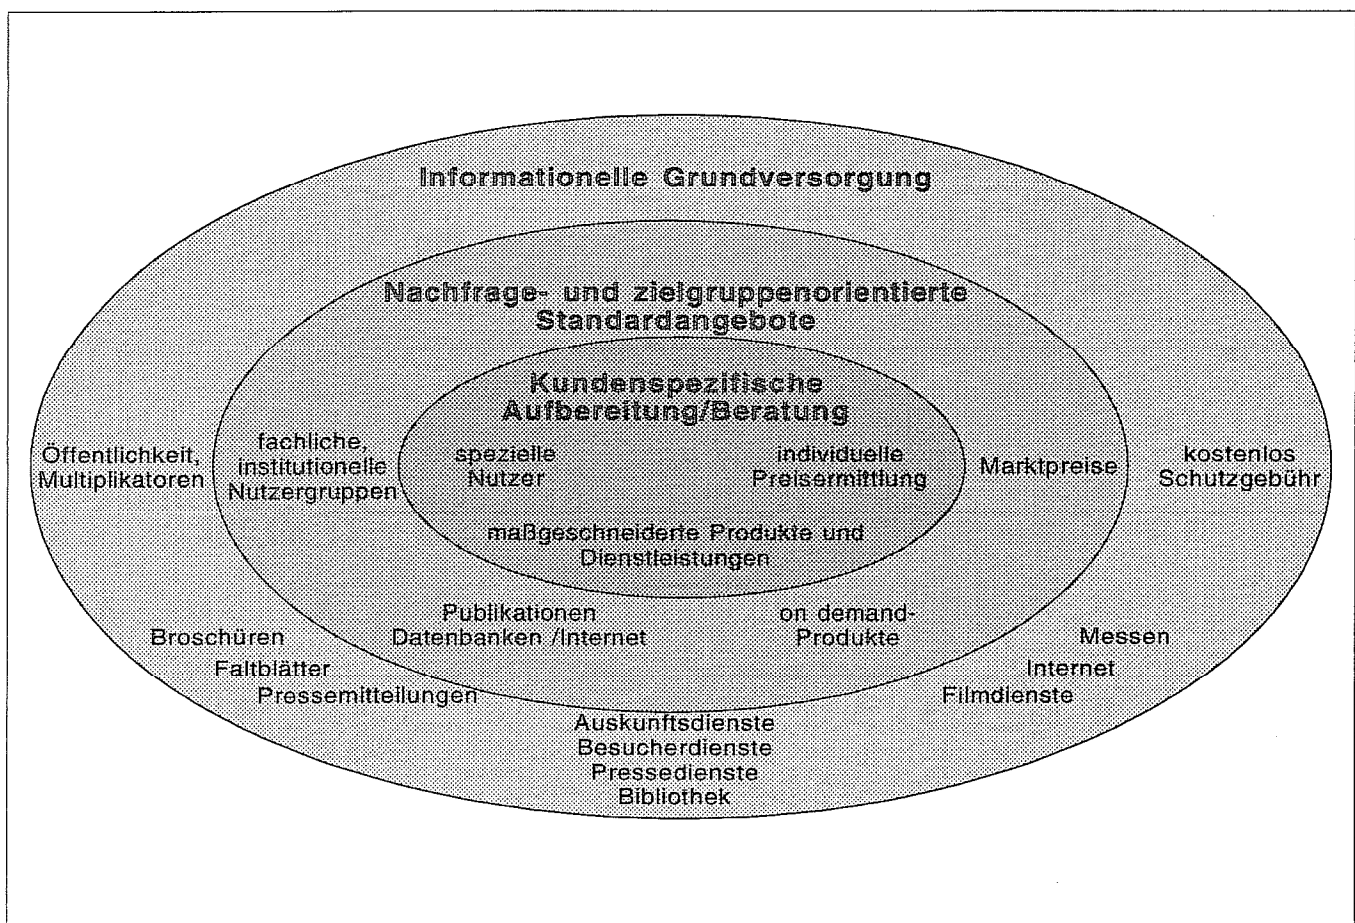 Informationelle Grundversorgung
Nachfrage- und zielgruppenorientierte
Standardangebote
Kundenspezifische
Aufbereitung/Beratung
Öffentlichkeit,
Multiplikatoren
fachliche,
institutionelle
Nutzergruppen
spezielle
Nutzer
individuelle
Preisermittlung
Marktpreise
kostenlos
Schutzgebühr
maßgeschneiderte Produkte und
Dienstleistungen
Publikationen
Datenbanken /Internet
on demand-
Produkte
Broschüren
Faltblätter
Pressemitteilungen
Messen
Internet
Filmdienste
Auskunftsdienste
Besucherdienste
Pressedienste
Bibliothek